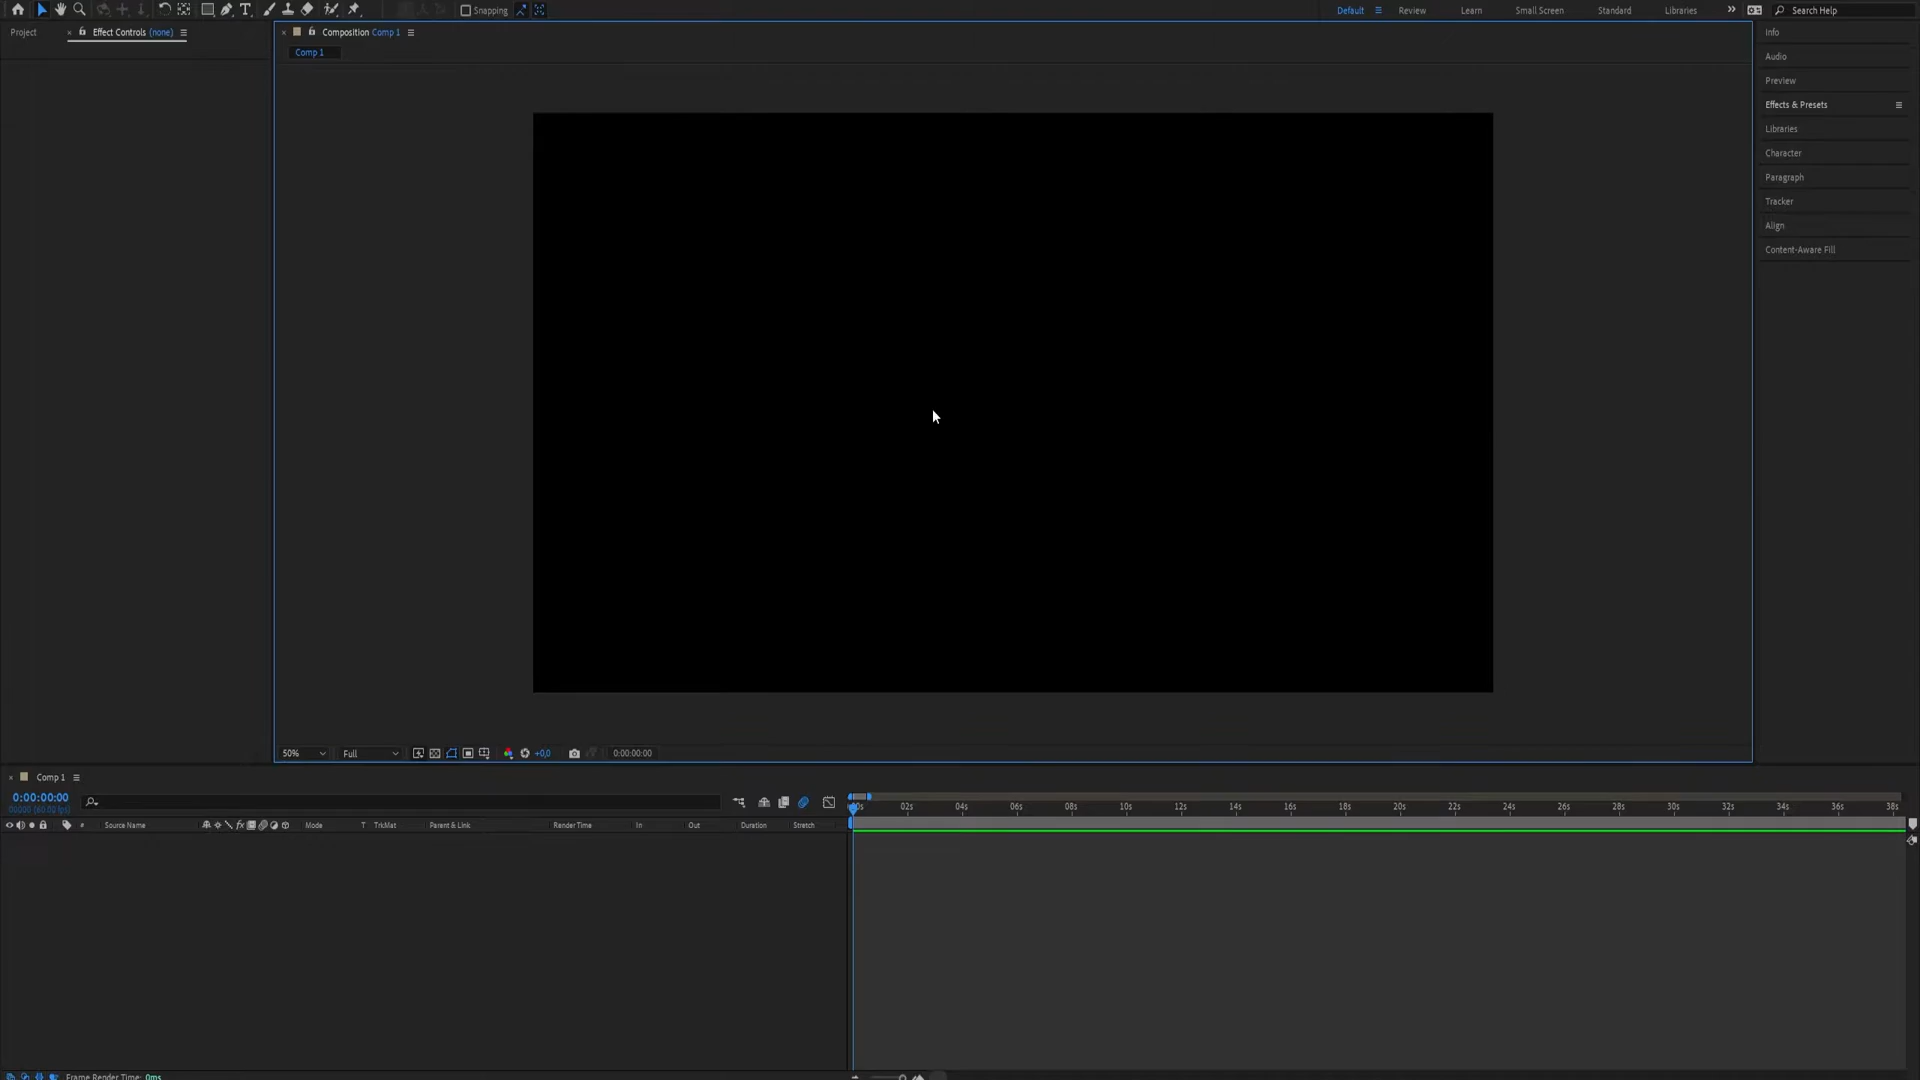 Snapping
Default
Review
Learn
Small Screen
Standard
Libraries
Search Help
Project
Effect Controls (none)
Composition Comp 1
Comp 1
Info
Audio
Preview
Effects & Presets
Libraries
Character
Paragraph
Tracker
Align
Content-Aware Fill
50%
Full
+0,0
0:00:00:00
Comp 1
0:00:00:00
00000 (60.00 fps)
02s 04s 06s 08s 10s 12s 14s 16s 18s 20s 22s 24s 26s 28s 30s 32s 34s 36s 38s
# Source Name Mode T TrkMat Parent & Link Render Time In Out Duration Stretch
Frame Render Time: 0ms